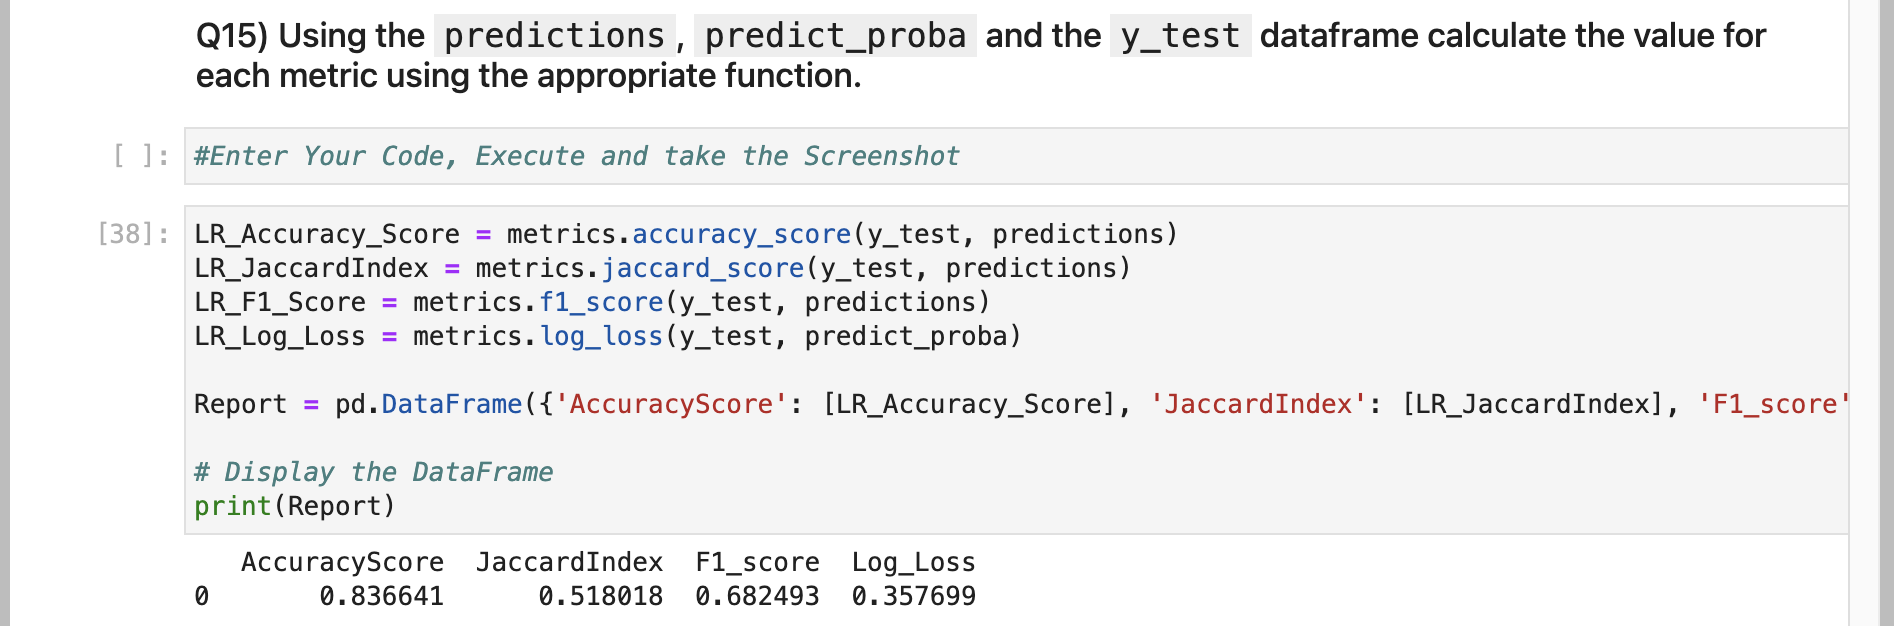 Q15) Using the predictions, predict_proba and the y_test dataframe calculate the value for
each metric using the appropriate function.
[ ]: #Enter Your Code, Execute and take the Screenshot
[38]: LR_Accuracy_Score = metrics.accuracy_score(y_test, predictions)
LR_JaccardIndex = metrics.jaccard_score(y_test, predictions)
LR_F1_Score = metrics.f1_score(y_test, predictions)
LR_Log_Loss = metrics.log_loss(y_test, predict_proba)
Report = pd.DataFrame({'AccuracyScore': [LR_Accuracy_Score], 'JaccardIndex': [LR_JaccardIndex], 'F1_score'
# Display the DataFrame
print(Report)
AccuracyScore JaccardIndex F1_score Log_Loss
0 0.836641 0.518018 0.682493 0.357699